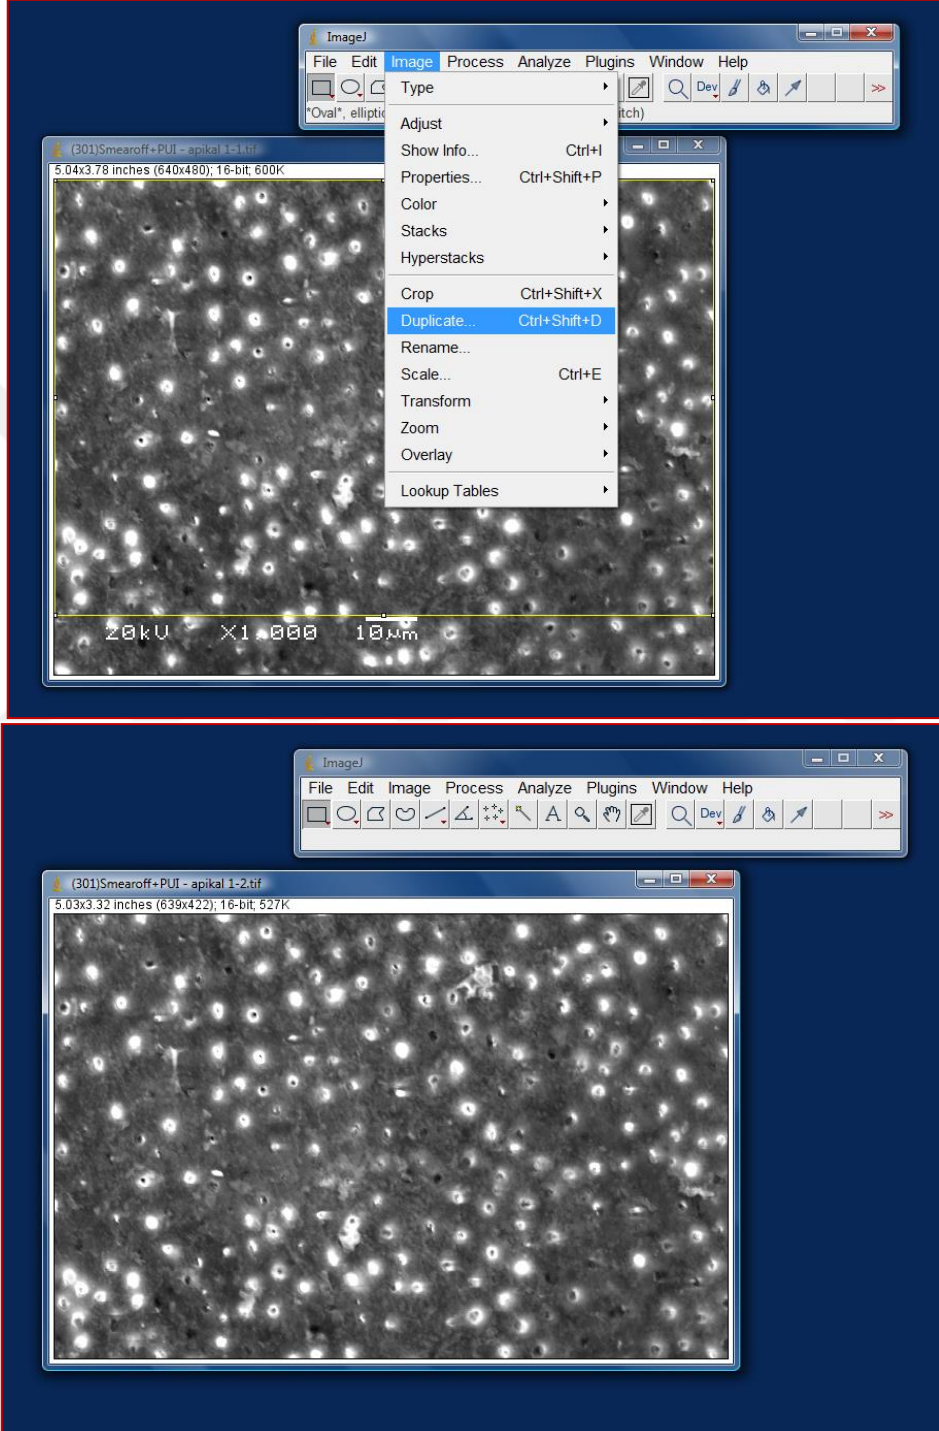 ImageJ
File Edit Image Process Analyze Plugins Window Help
Dev >>
*Oval*, elliptic
itch)
Type
Adjust
Show Info... Ctrl+I
Properties... Ctrl+Shift+P
Color
Stacks
Hyperstacks
Crop Ctrl+Shift+X
Duplicate... Ctrl+Shift+D
Rename...
Scale... Ctrl+E
Transform
Zoom
Overlay
Lookup Tables
(301)Smearoff+PUI - apikal 1-1.tif
5.04x3.78 inches (640x480); 16-bit; 600K
20kV X1,000 10µm
ImageJ
File Edit Image Process Analyze Plugins Window Help
A Dev >>
(301)Smearoff+PUI - apikal 1-2.tif
5.03x3.32 inches (639x422); 16-bit; 527K